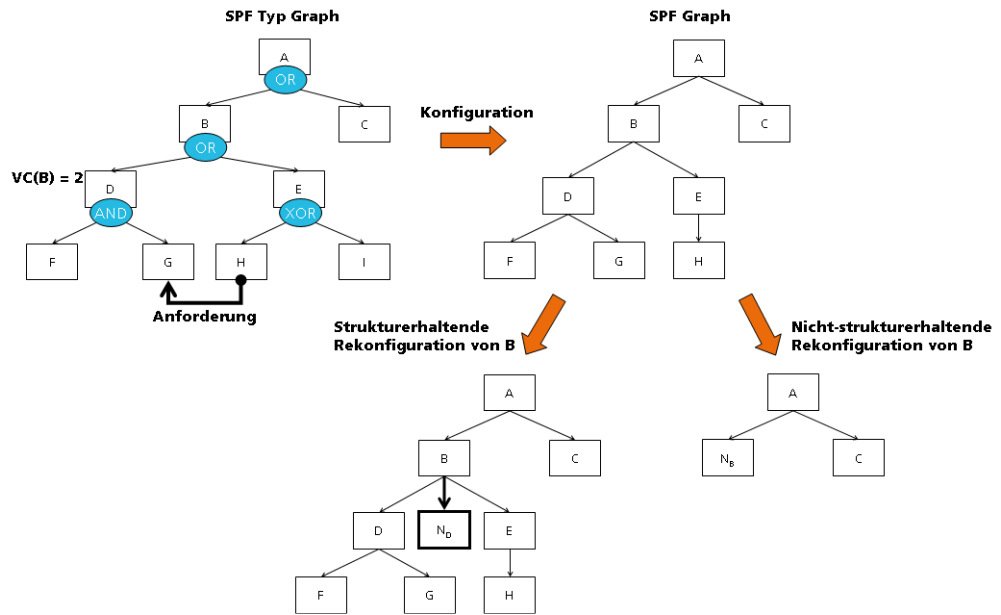 SPF Typ Graph
SPF Graph
A
OR
A
Konfiguration
B
C
OR
B
C
VC(B) = 2
D
E
AND
XOR
D
E
F
G
H
I
F
G
H
Anforderung
Strukturerhaltende
Rekonfiguration von B
Nicht-strukturerhaltende
Rekonfiguration von B
A
A
B
C
N_B
C
D
N_D
E
F
G
H